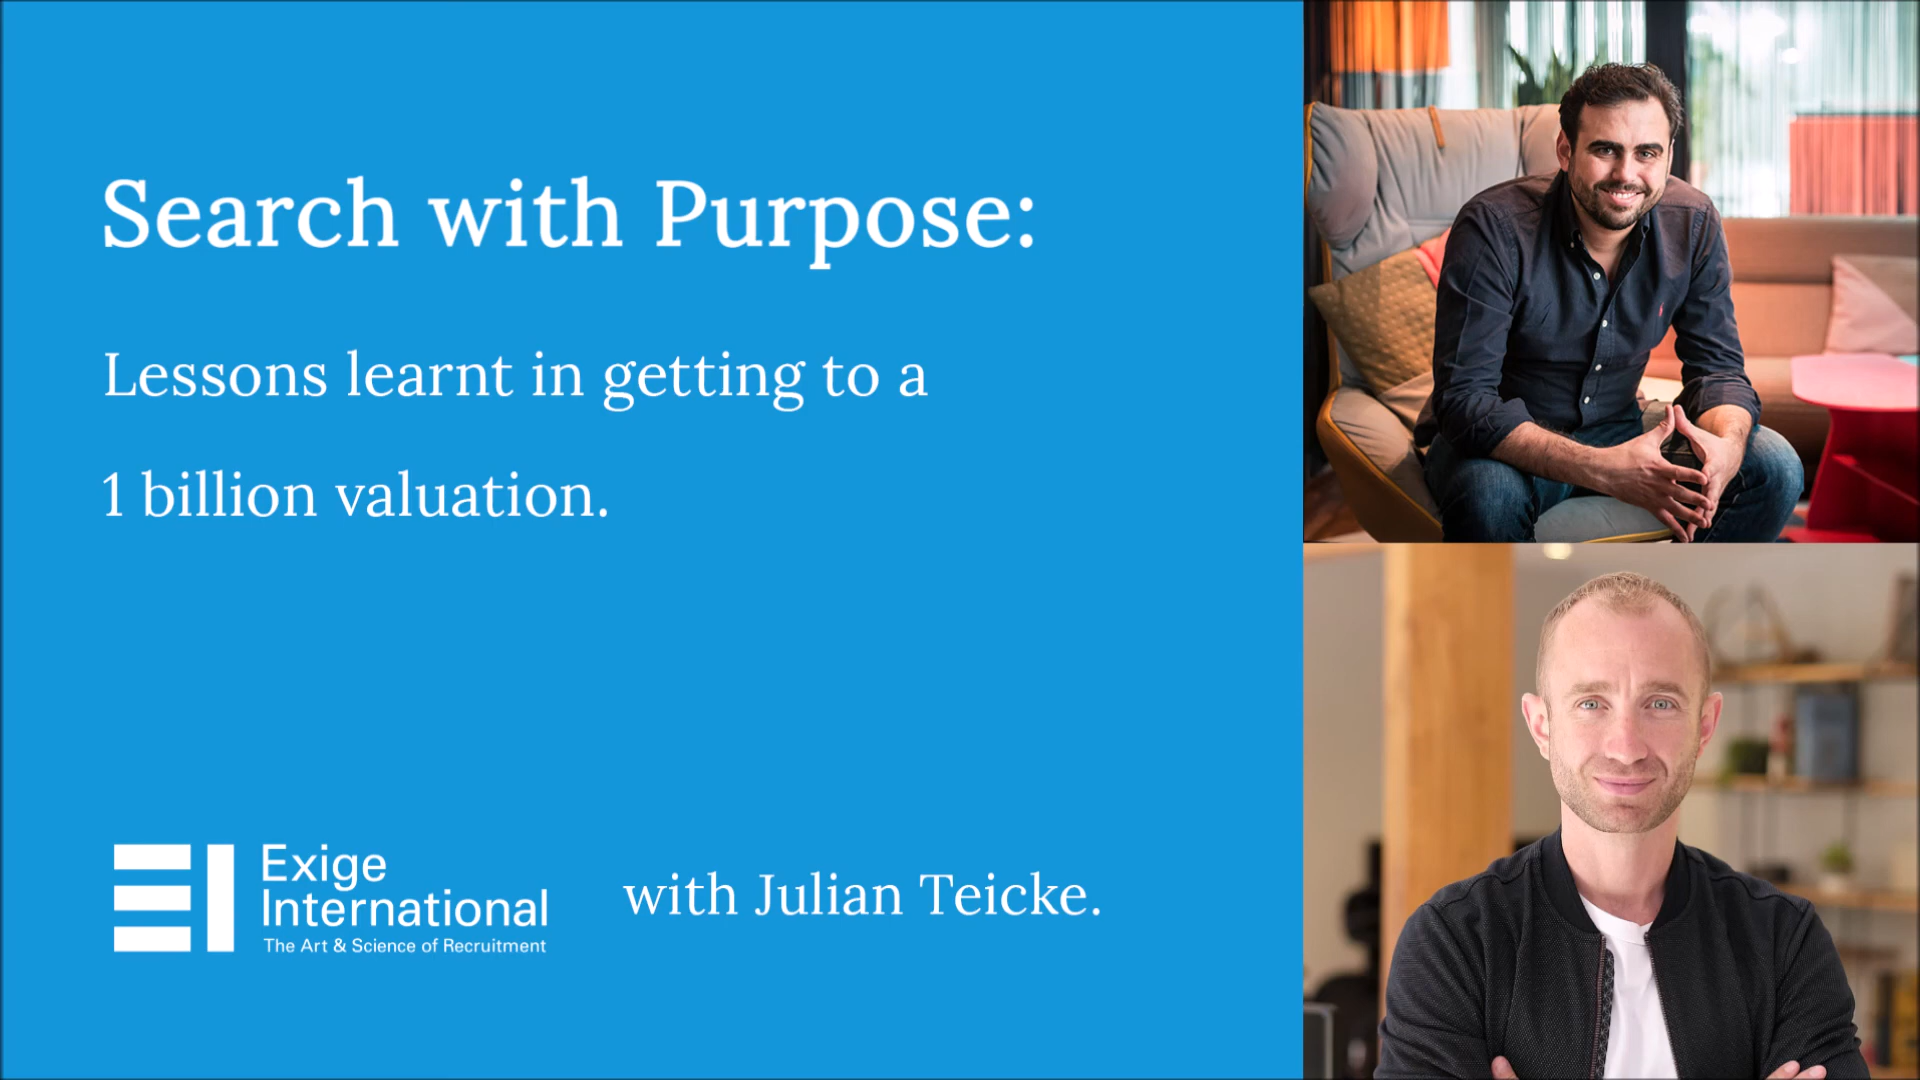 Search with Purpose:
Lessons learnt in getting to a
1 billion valuation.
Exige
International
The Art & Science of Recruitment
with Julian Teicke.